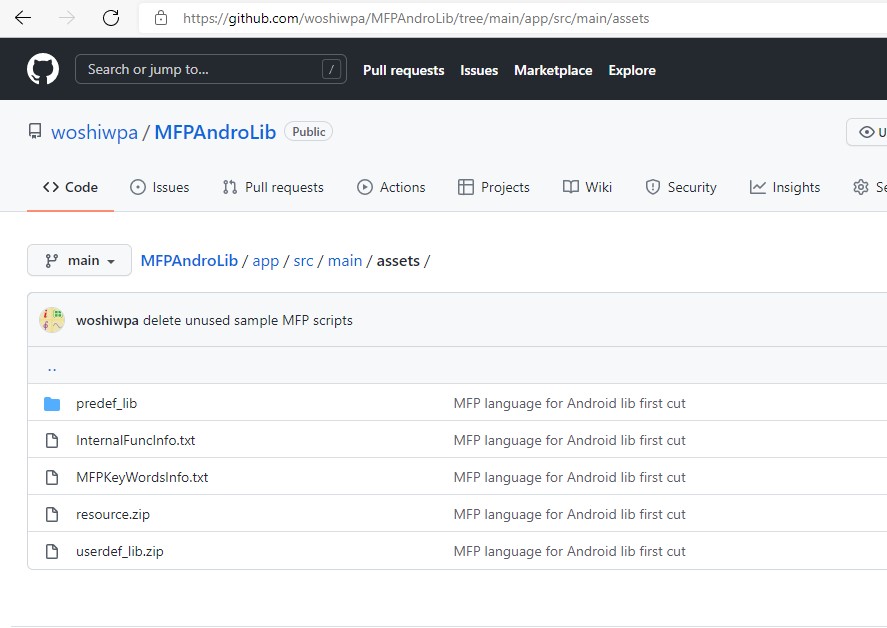 https://github.com/woshiwpa/MFPAndroLib/tree/main/app/src/main/assets
Search or jump to... /
Pull requests Issues Marketplace Explore
woshiwpa / MFPAndroLib Public
U
<> Code Issues Pull requests Actions Projects Wiki Security Insights Se
main MFPAndroLib / app / src / main / assets /
woshiwpa delete unused sample MFP scripts
..
predef_lib MFP language for Android lib first cut
InternalFuncInfo.txt MFP language for Android lib first cut
MFPKeyWordsInfo.txt MFP language for Android lib first cut
resource.zip MFP language for Android lib first cut
userdef_lib.zip MFP language for Android lib first cut